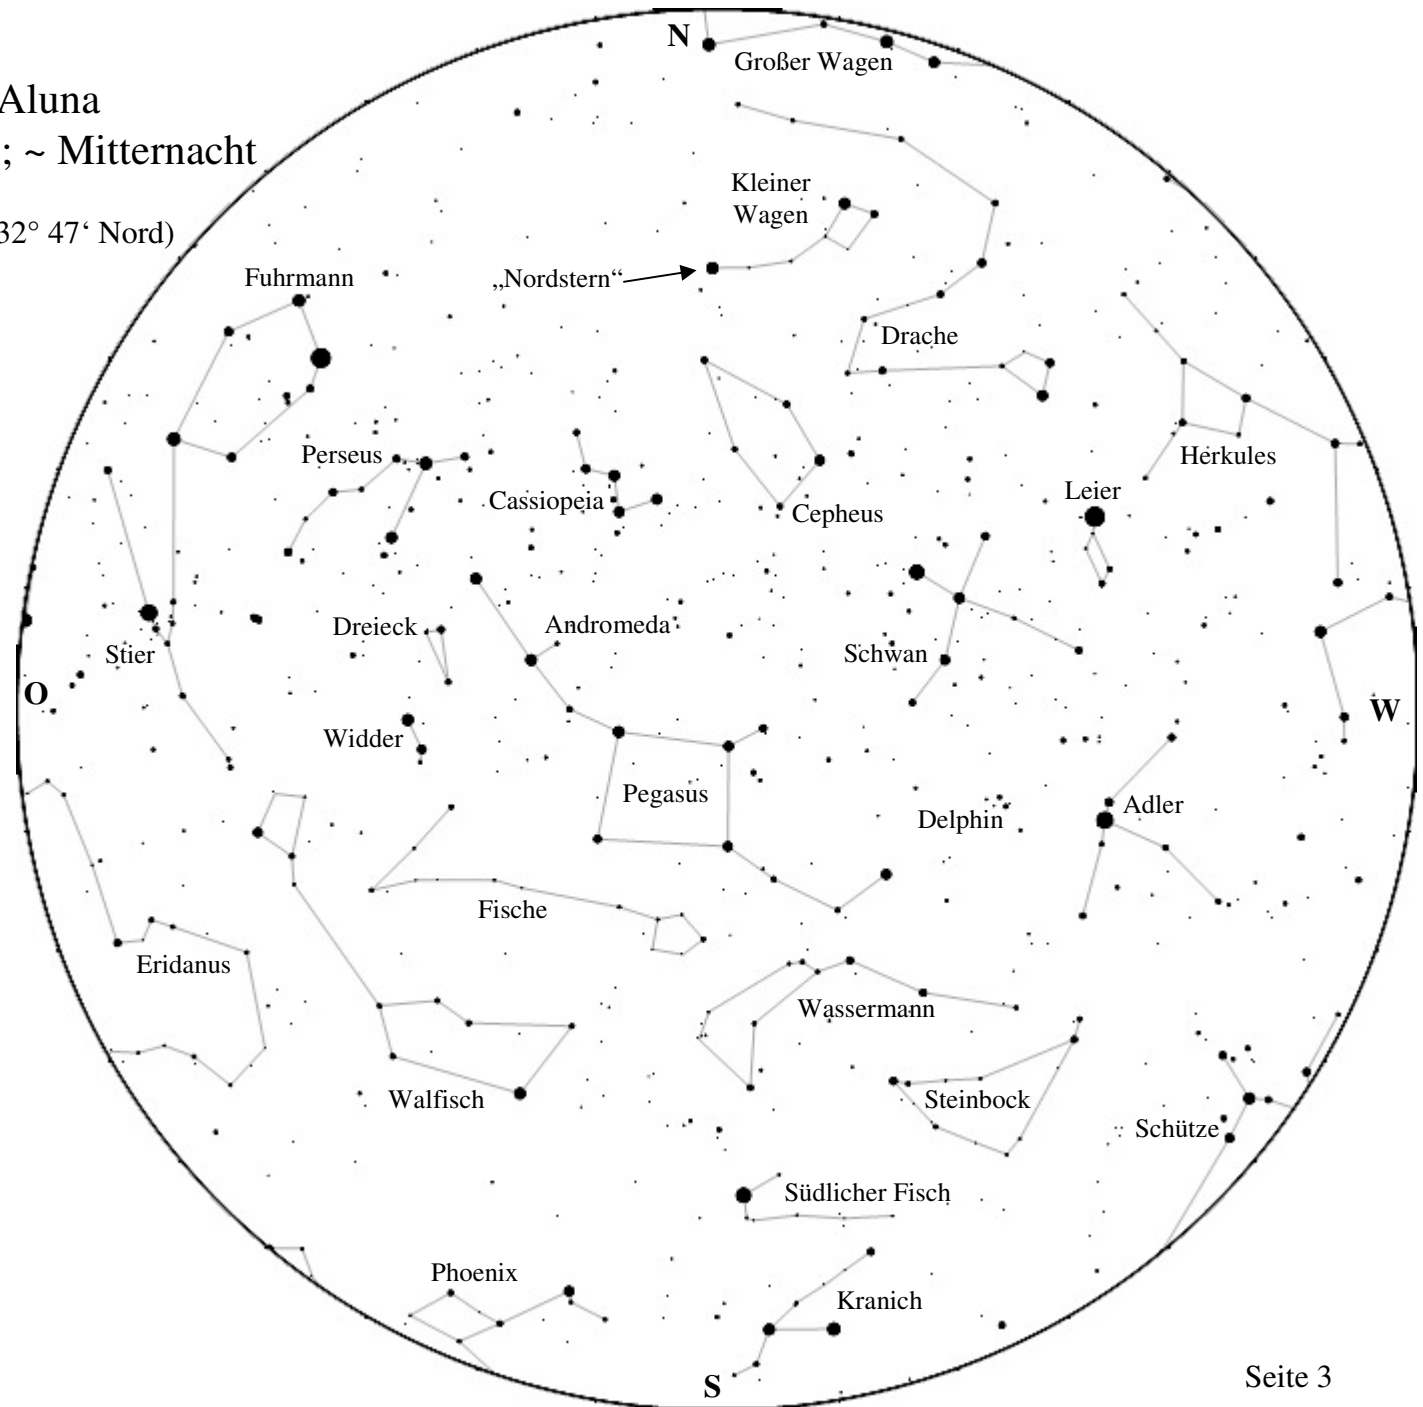 N
Großer Wagen
Aluna
; ~ Mitternacht
32° 47‘ Nord)
Kleiner
Wagen
„Nordstern“
Fuhrmann
Drache
Perseus
Herkules
Cassiopeia
Leier
Cepheus
Dreieck
Andromeda
Stier
Schwan
O
W
Widder
Pegasus
Delphin
Adler
Fische
Eridanus
Wassermann
Walfisch
Steinbock
Schütze
Südlicher Fisch
Phoenix
Kranich
S
Seite 3